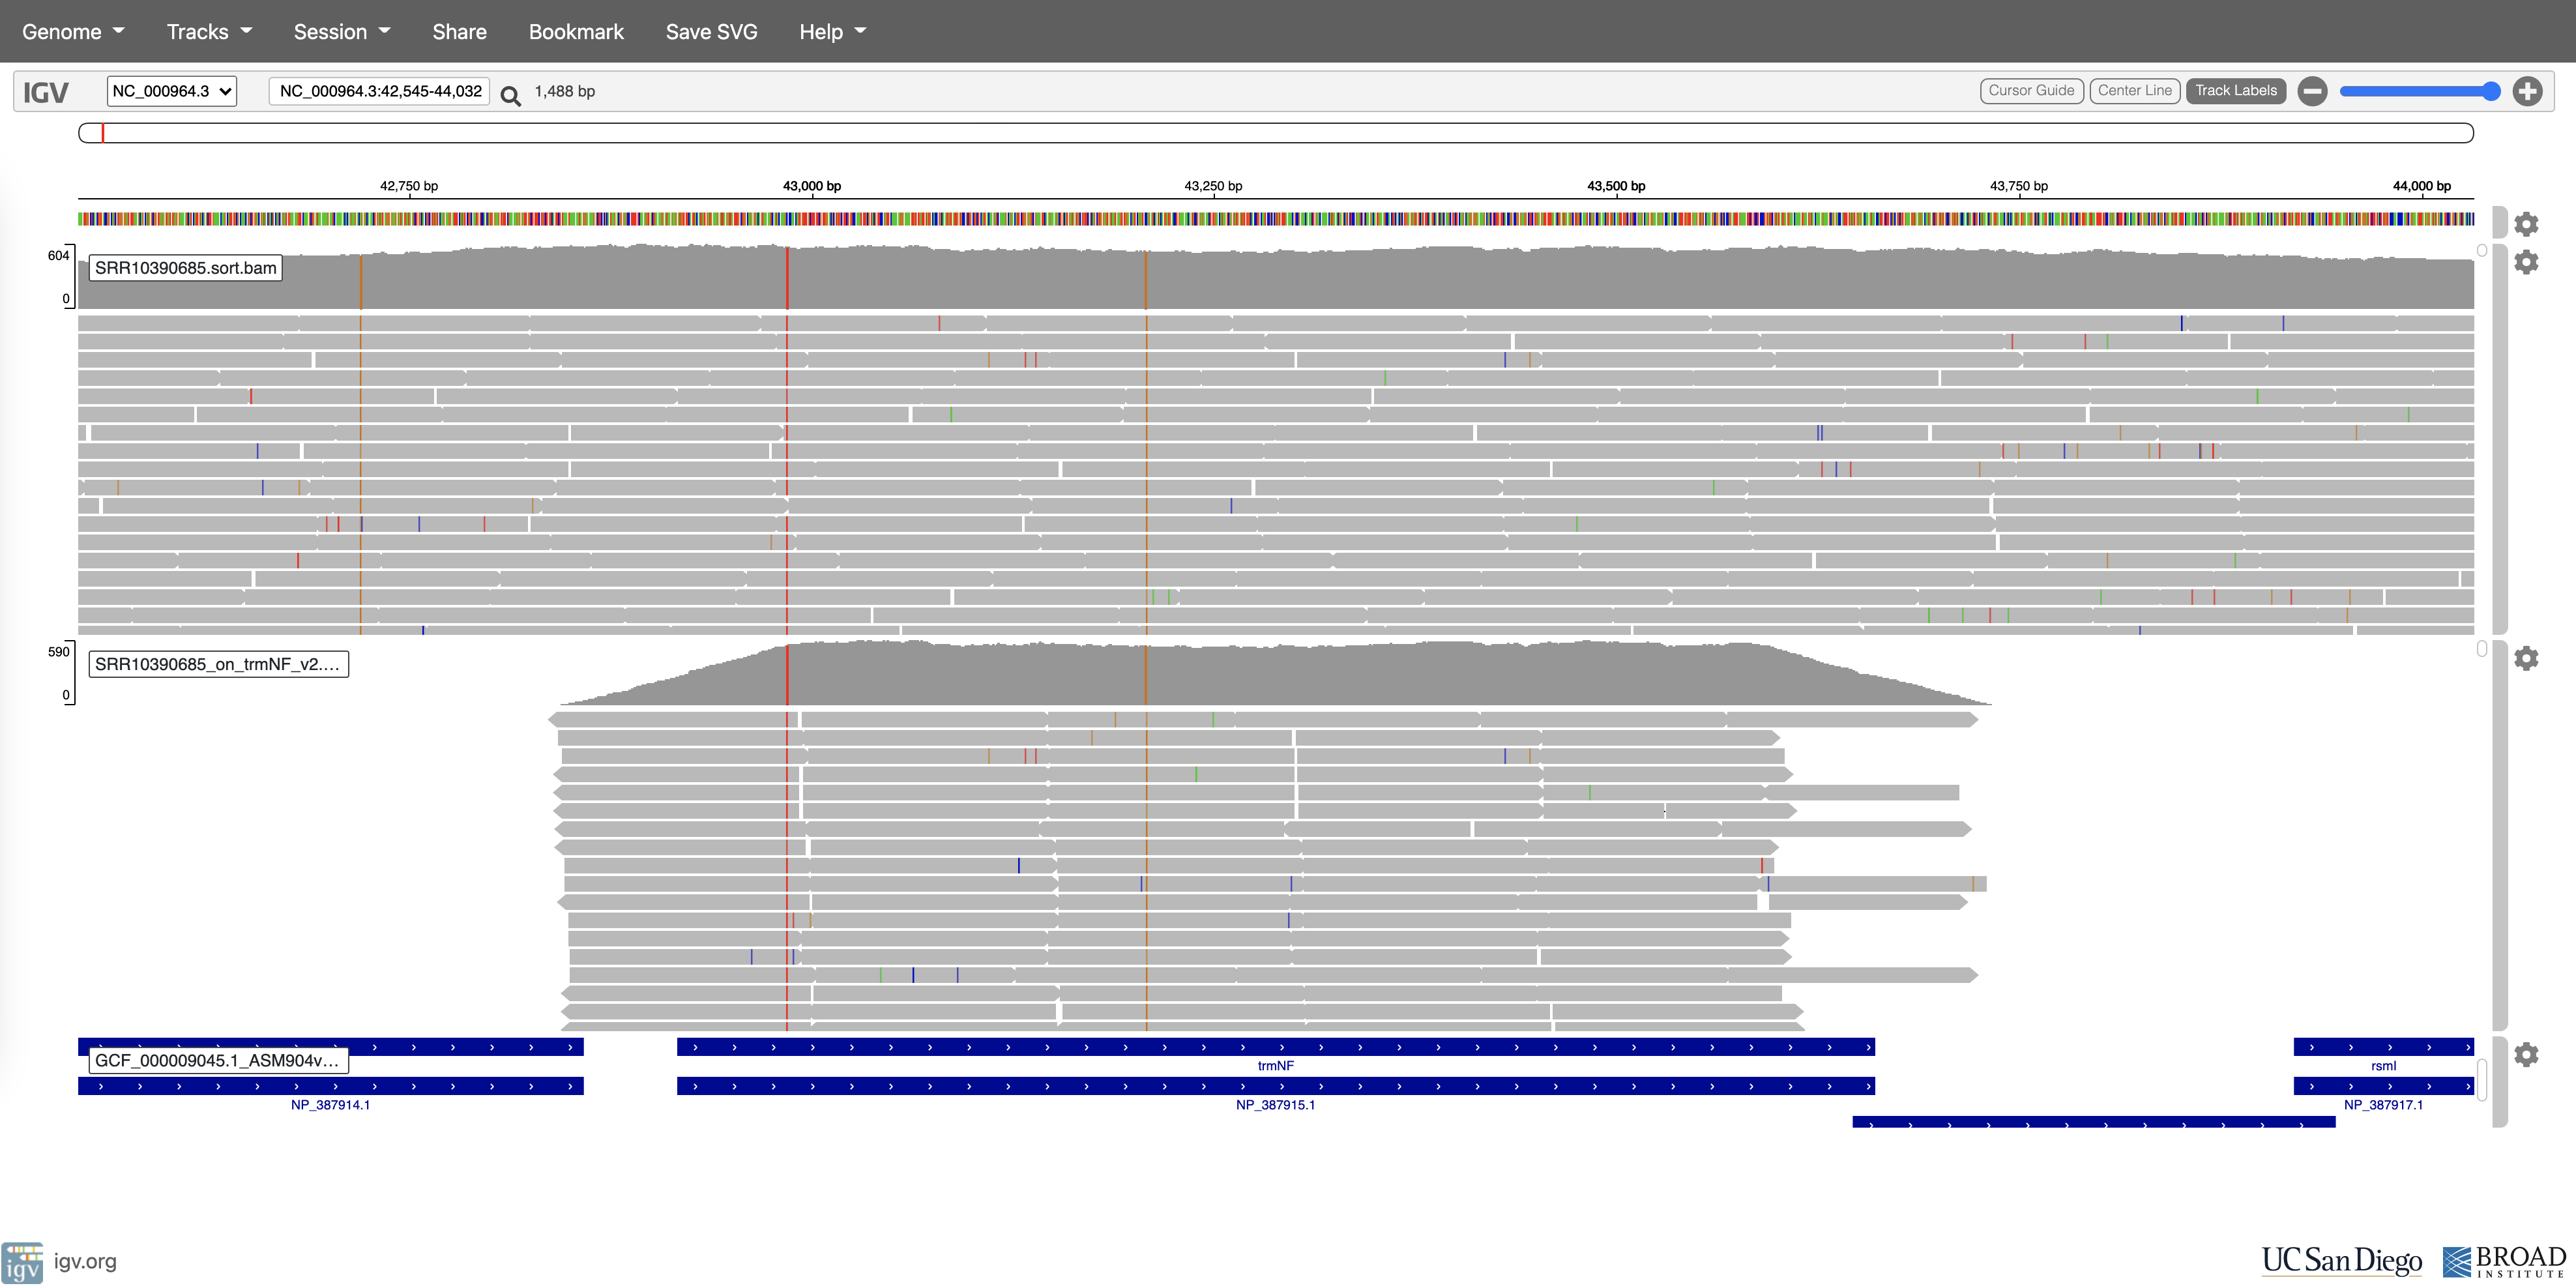 Genome Tracks Session Share Bookmark Save SVG Help
IGV NC_000964.3 NC_000964.3:42,545-44,032 1,488 bp Cursor Guide Center Line Track Labels
42,750 bp 43,000 bp 43,250 bp 43,500 bp 43,750 bp 44,000 bp
604
SRR10390685.sort.bam
0
590
SRR10390685_on_trmNF_v2....
0
GCF_000009045.1_ASM904v...
trmNF rsmI
NP_387914.1 NP_387915.1 NP_387917.1
igv igv.org UC San Diego BROAD
INSTITUTE